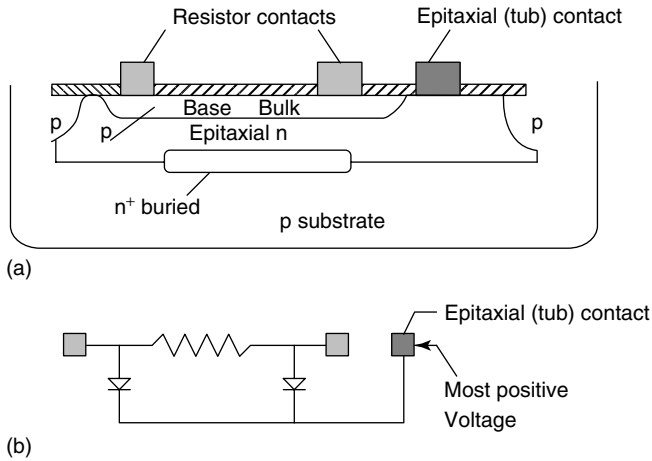 Resistor contacts
Epitaxial (tub) contact
p
p
Base Bulk
Epitaxial n
p
n+ buried
p substrate
(a)
Epitaxial (tub) contact
Most positive
Voltage
(b)